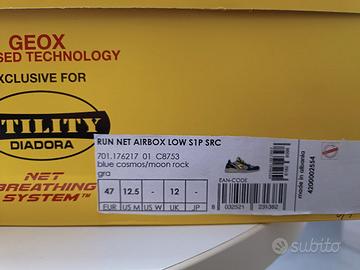 GEOX
SED TECHNOLOGY
XCLUSIVE FOR
TILITY
DIADORA
NET
BREATHING
SYSTEM™
RUN NET AIRBOX LOW S1P SRC
701.176217 01 C8753
blue cosmos/moon rock
gra
47 12.5 - 12 -
EUR US M US W UK JP
EAN-CODE
8 032521 231382
made in albania
4200002554
subito